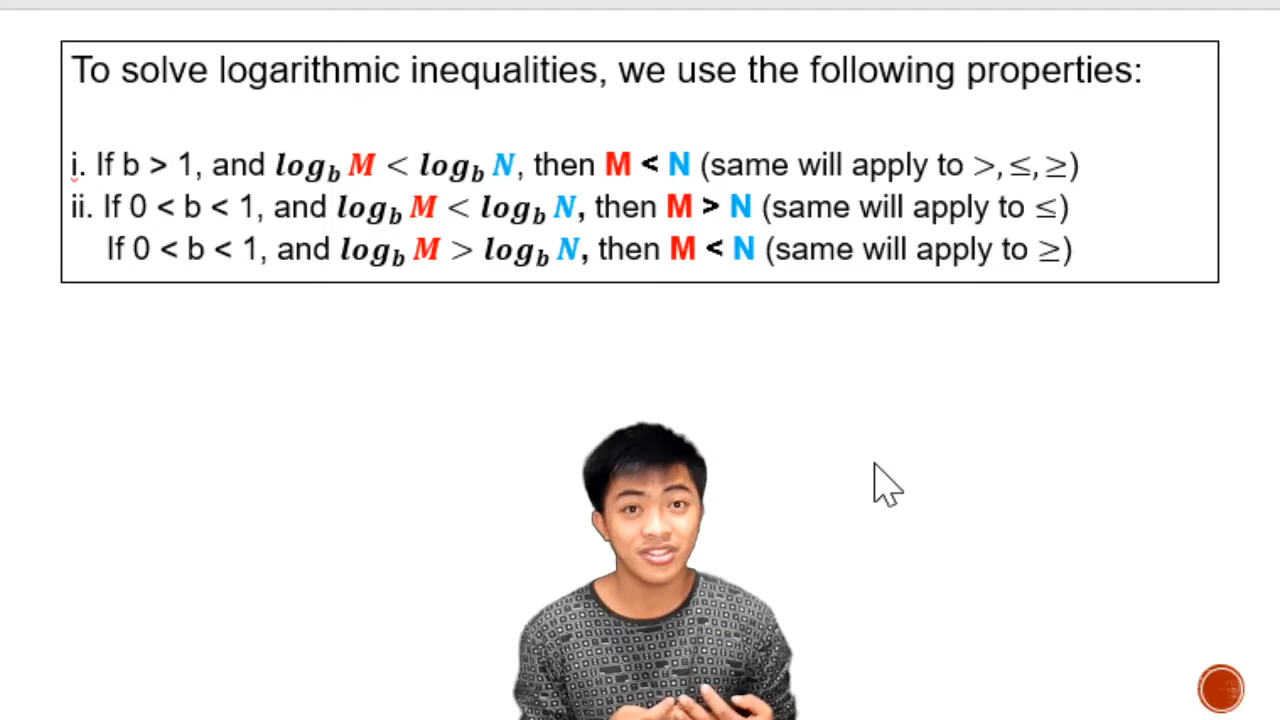 To solve logarithmic inequalities, we use the following properties:
i. If b > 1, and log_b M < log_b N, then M < N (same will apply to >, ≤, ≥)
ii. If 0 < b < 1, and log_b M < log_b N, then M > N (same will apply to ≤)
If 0 < b < 1, and log_b M > log_b N, then M < N (same will apply to ≥)